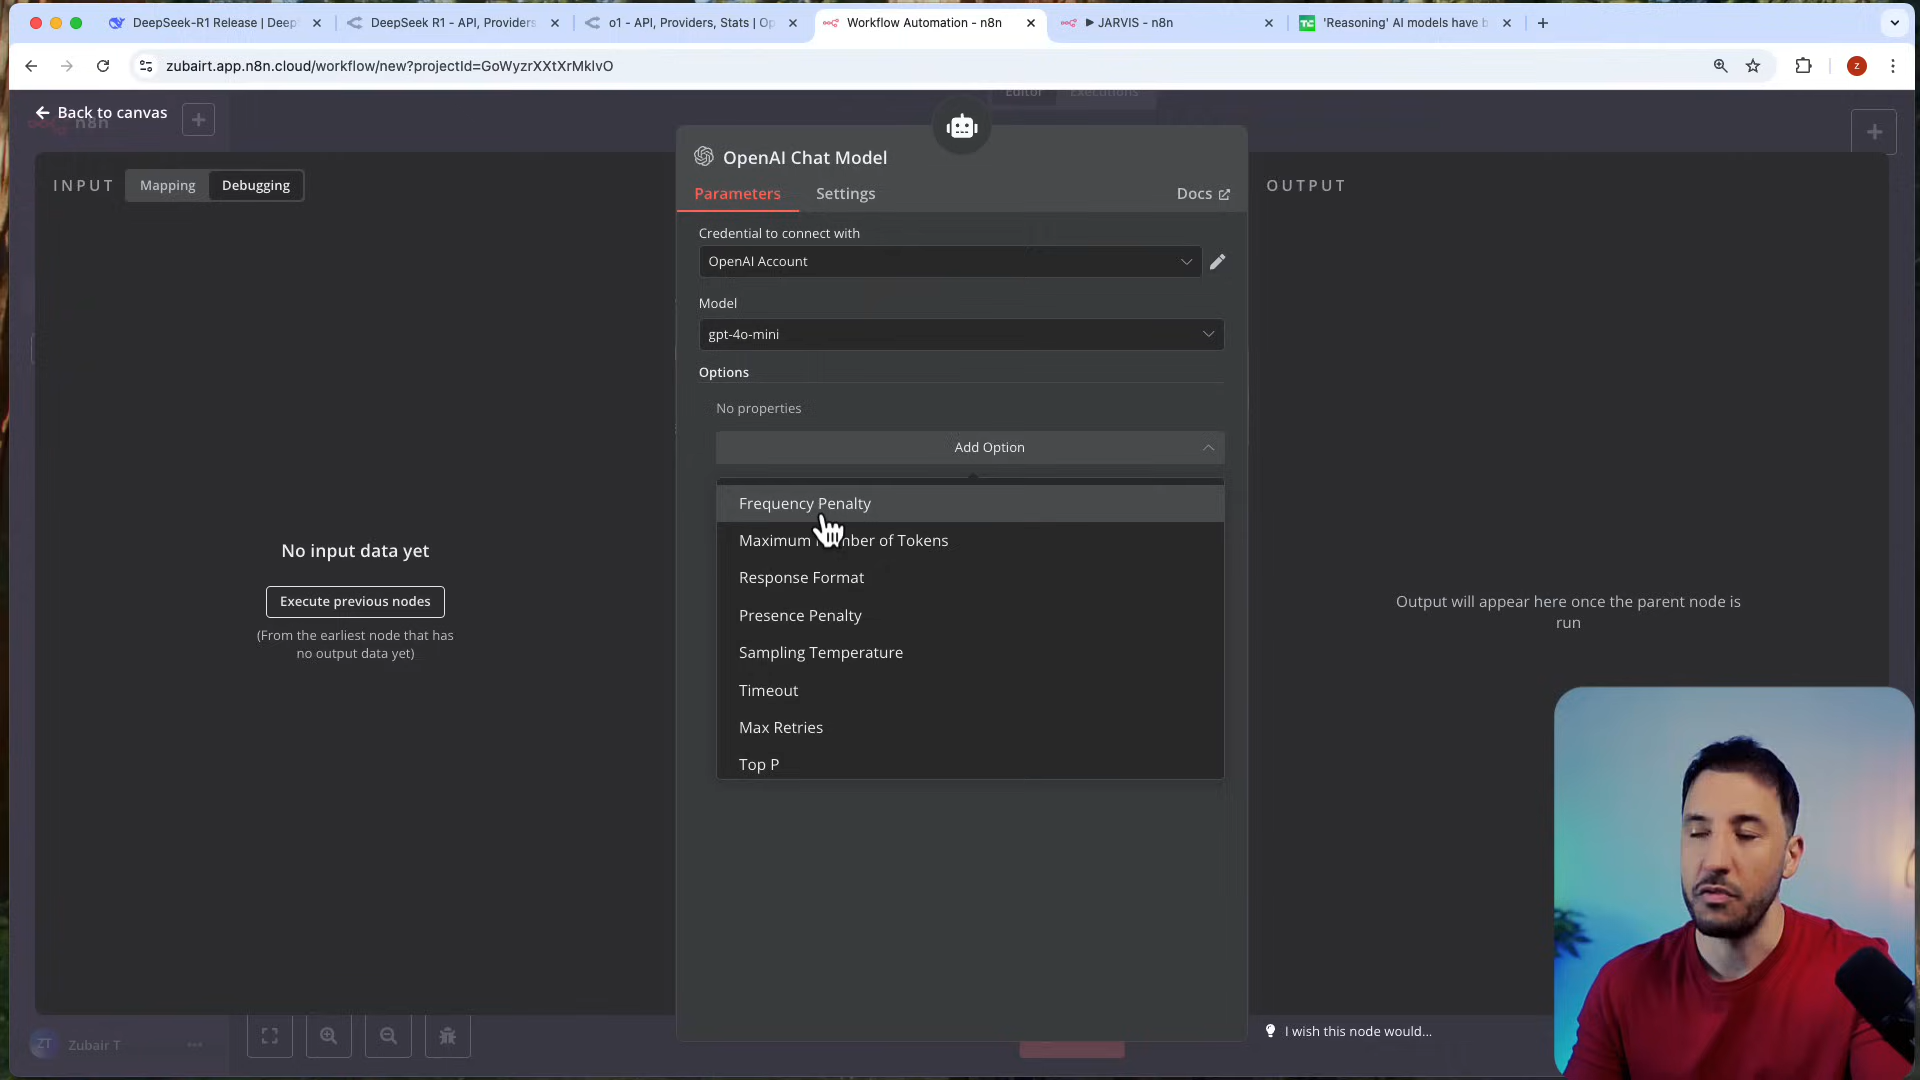 DeepSeek-R1 Release | Deep
DeepSeek R1 - API, Providers
o1 - API, Providers, Stats | Op
Workflow Automation - n8n
▶ JARVIS - n8n
TC
'Reasoning' AI models have b
zubairt.app.n8n.cloud/workflow/new?projectId=GoWyzrXXtXrMklvO
z
Editor
Executions
Back to canvas
n8n
INPUT
Mapping
Debugging
OpenAI Chat Model
Parameters
Settings
Docs
OUTPUT
Credential to connect with
OpenAI Account
Model
gpt-4o-mini
Options
No properties
Add Option
Frequency Penalty
Maximum of Tokens
Response Format
Presence Penalty
Sampling Temperature
Timeout
Max Retries
Top P
No input data yet
Execute previous nodes
(From the earliest node that has
no output data yet)
Output will appear here once the parent node is
run
ZT
Zubair T
I wish this node would...